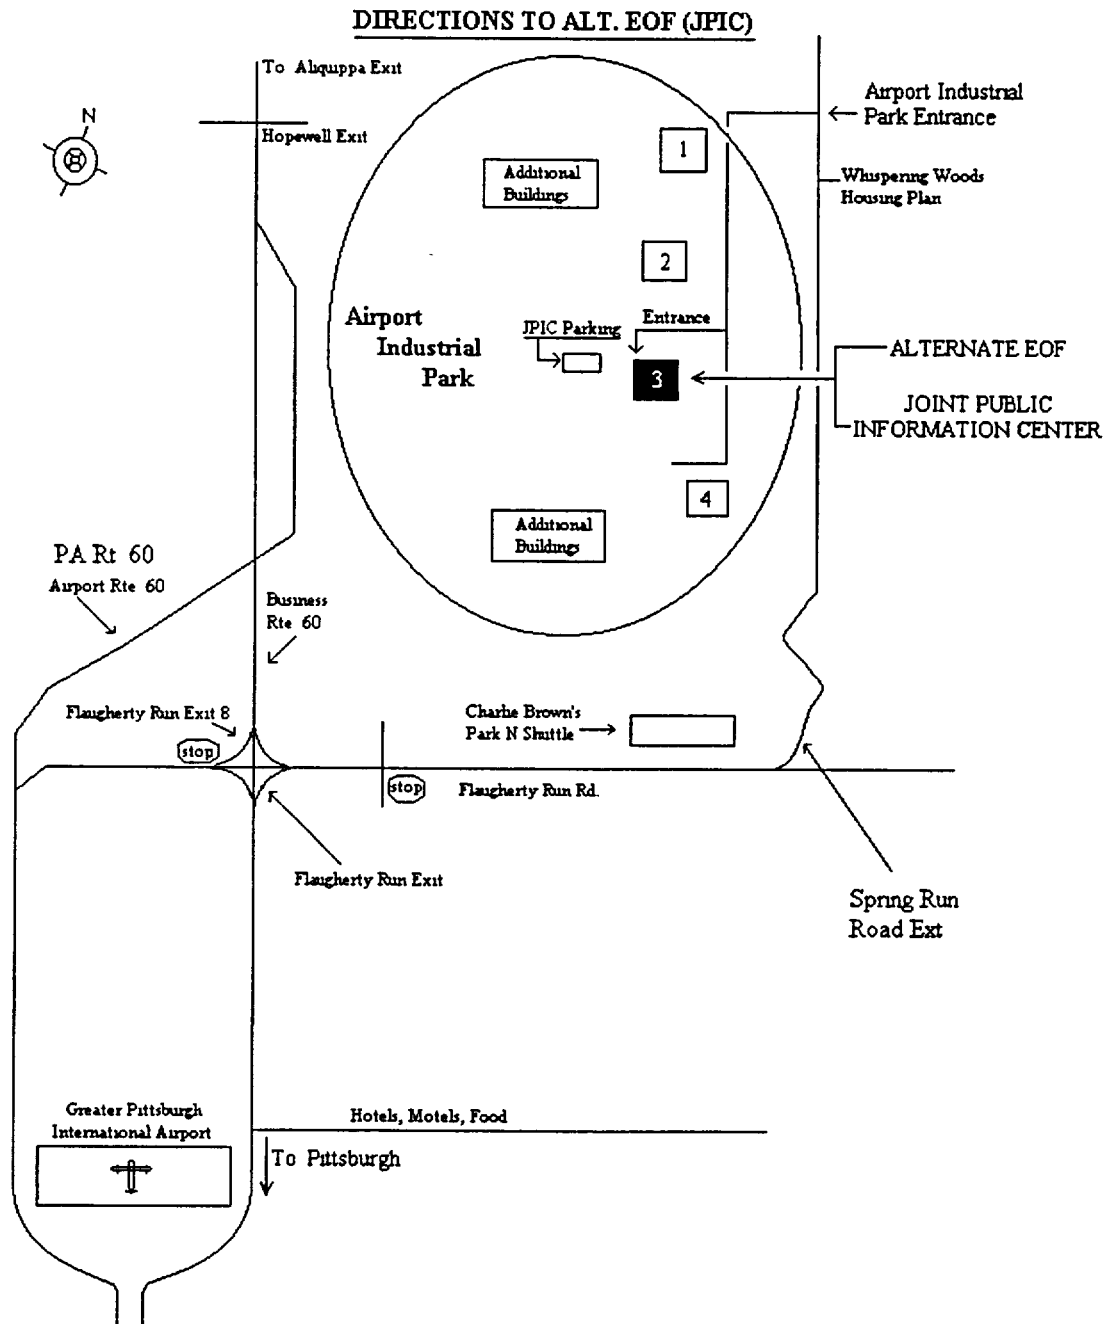 DIRECTIONS TO ALT. EOF (JPIC)
To Aliquippa Exit
Hopewell Exit
N
Airport Industrial
Park Entrance
Whispering Woods
Housing Plan
1
Additional
Buildings
2
Airport
Industrial
Park
JPIC Parking
Entrance
3
ALTERNATE EOF
JOINT PUBLIC
INFORMATION CENTER
4
Additional
Buildings
PA Rt 60
Airport Rte 60
Business
Rte 60
Flaugherty Run Exit 8
stop
Charlie Brown's
Park N Shuttle
stop
Flaugherty Run Rd.
Flaugherty Run Exit
Spring Run
Road Ext
Greater Pittsburgh
International Airport
Hotels, Motels, Food
To Pittsburgh